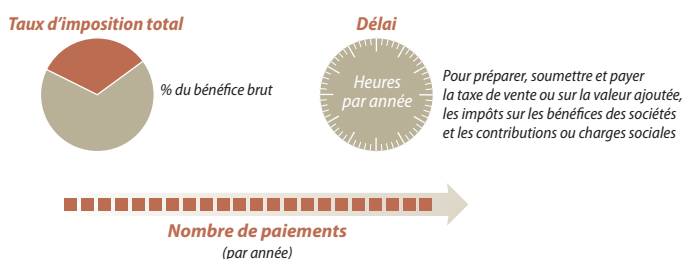 Taux d'imposition total
% du bénéfice brut
Délai
Heures
par année
Pour préparer, soumettre et payer
la taxe de vente ou sur la valeur ajoutée,
les impôts sur les bénéfices des sociétés
et les contributions ou charges sociales
Nombre de paiements
(par année)